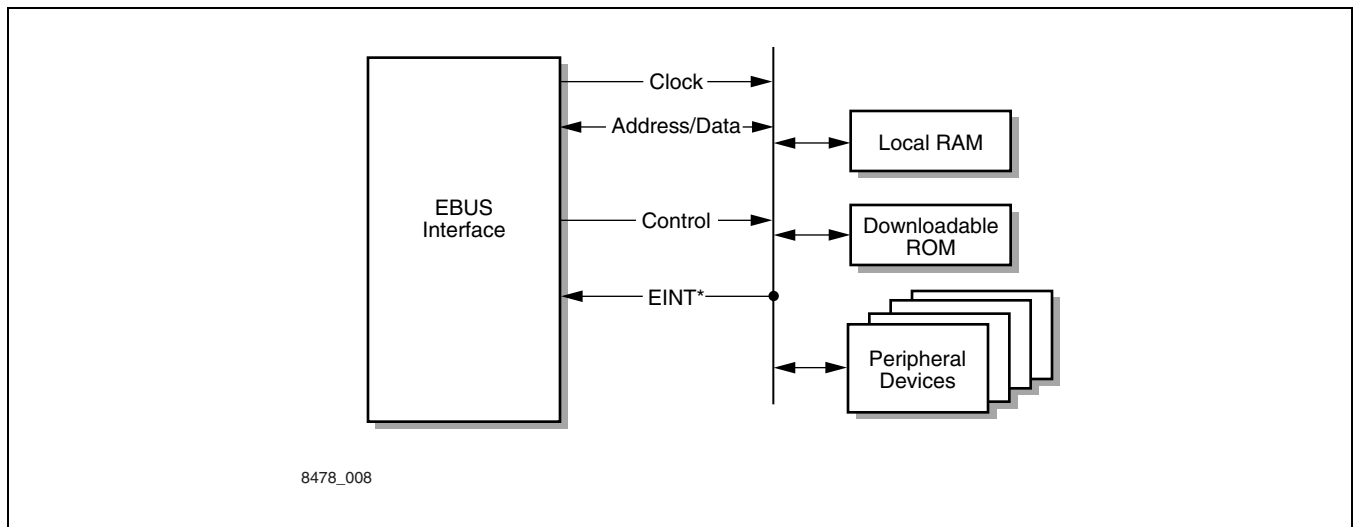 Clock
Address/Data
Local RAM
EBUS
Interface
Control
Downloadable
ROM
EINT*
Peripheral
Devices
8478_008